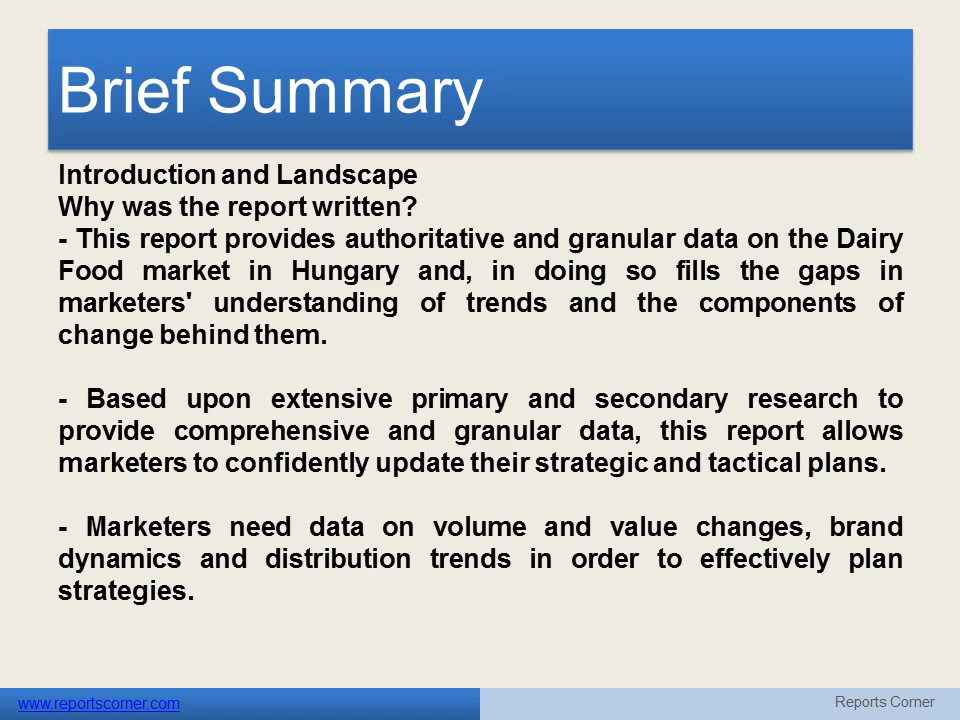 Brief Summary
Introduction and Landscape
Why was the report written?
- This report provides authoritative and granular data on the Dairy
Food market in Hungary and, in doing so fills the gaps in
marketers' understanding of trends and the components of
change behind them.
- Based upon extensive primary and secondary research to
provide comprehensive and granular data, this report allows
marketers to confidently update their strategic and tactical plans.
- Marketers need data on volume and value changes, brand
dynamics and distribution trends in order to effectively plan
strategies.
www.reportscorner.com
Reports Corner